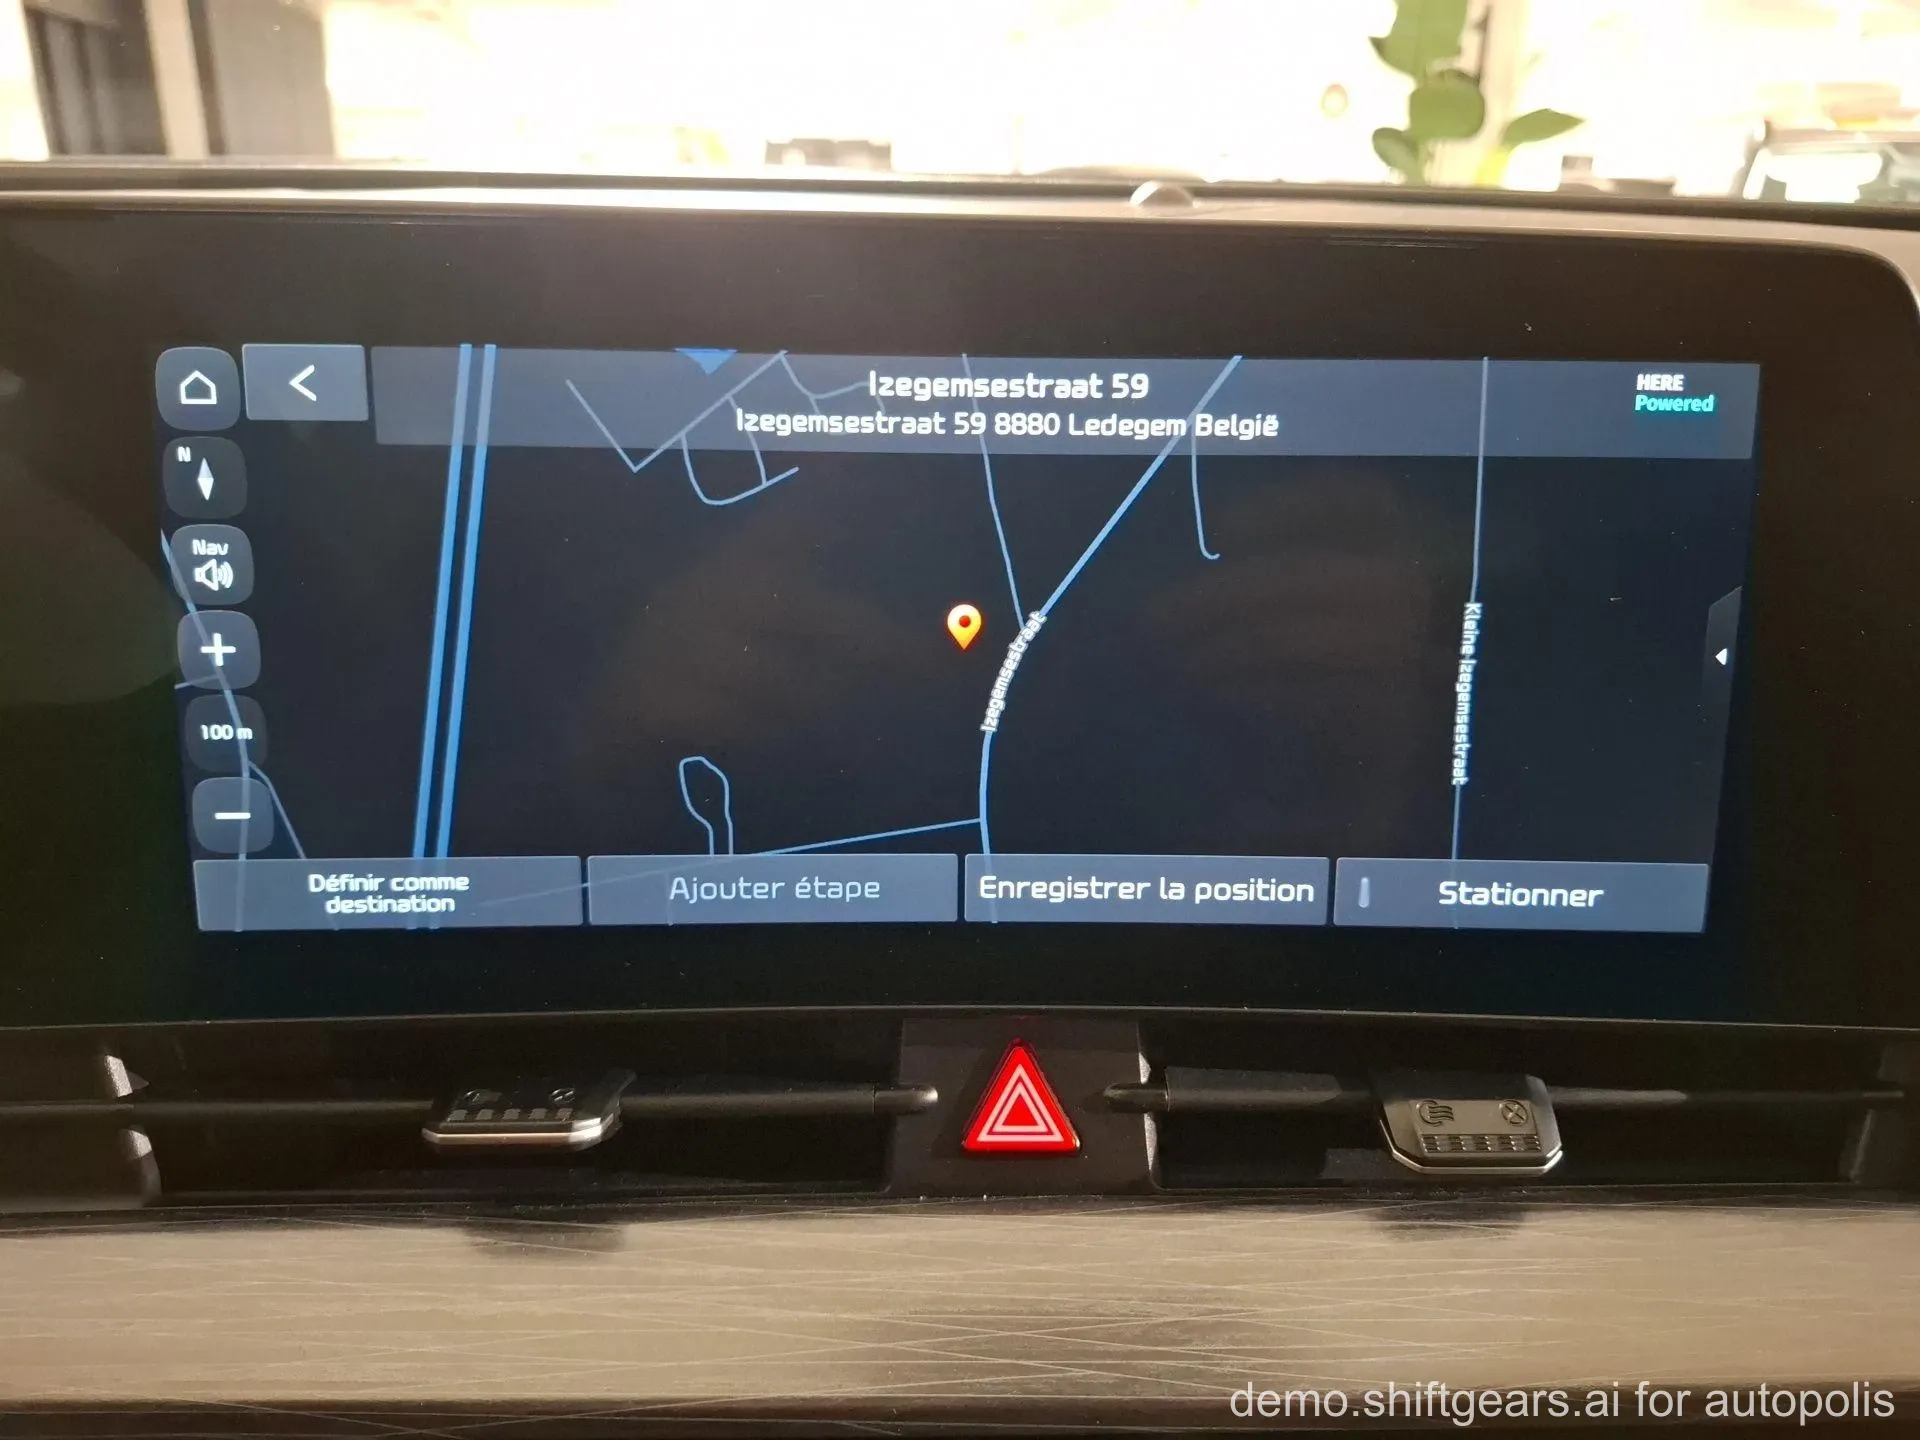 Izegemsestraat 59
Izegemsestraat 59 8880 Ledegem België
HERE
Powered
N
Nav
100 m
Izegemsestraat
Kleine-Izegemsestraat
Définir comme
destination
Ajouter étape
Enregistrer la position
Stationner
demo.shiftgears.ai for autopolis